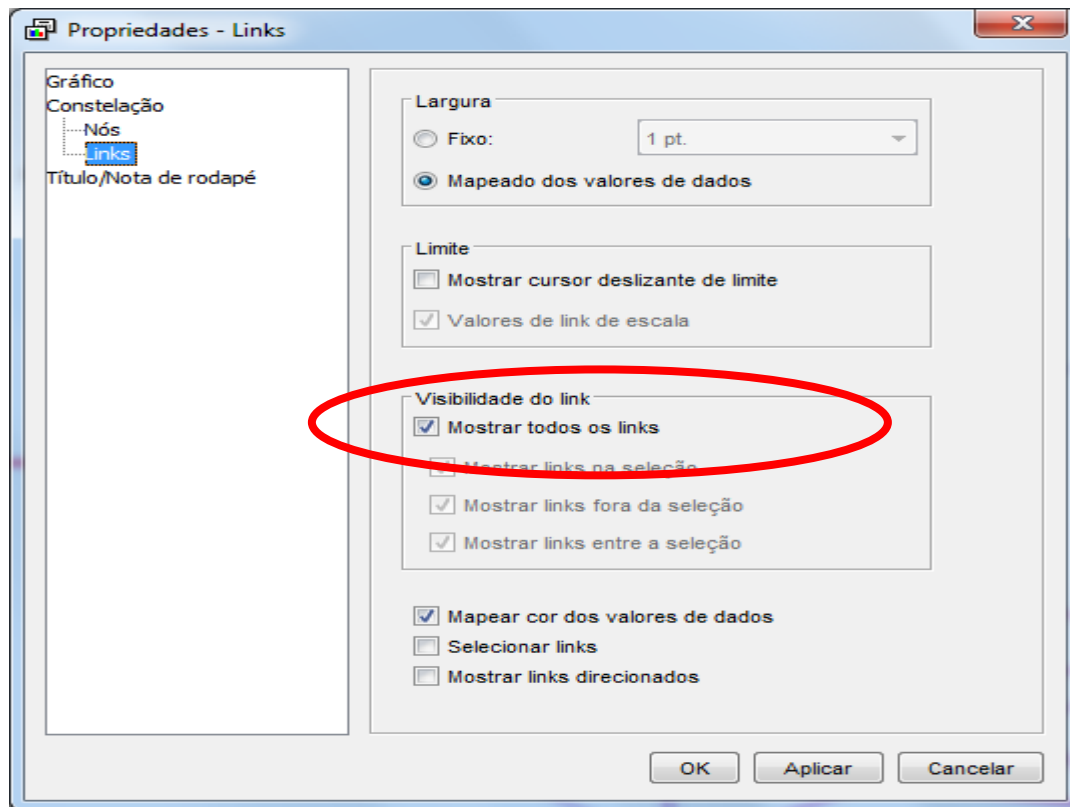 Propriedades - Links
Gráfico
Constelação
Nós
Links
Título/Nota de rodapé
Largura
Fixo: 1 pt.
Mapeado dos valores de dados
Limite
Mostrar cursor deslizante de limite
Valores de link de escala
Visibilidade do link
Mostrar todos os links
Mostrar links na seleção
Mostrar links fora da seleção
Mostrar links entre a seleção
Mapear cor dos valores de dados
Selecionar links
Mostrar links direcionados
OK Aplicar Cancelar